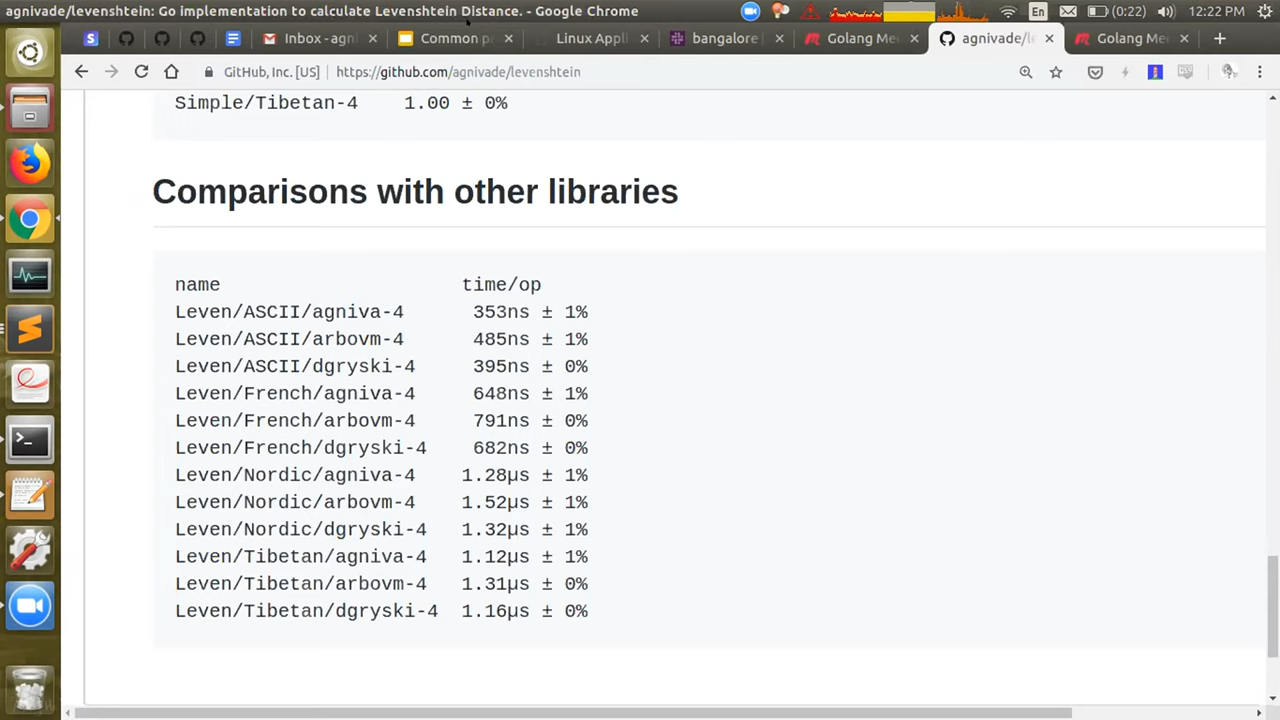 agnivade/levenshtein: Go implementation to calculate Levenshtein Distance. - Google Chrome
En
(0:22)
12:22 PM
S
Inbox - agn
Common pa
Linux Appl
bangalore
Golang Mee
agnivade/le
Golang Mee
GitHub, Inc. [US]
https://github.com/agnivade/levenshtein
Simple/Tibetan-4 1.00 ± 0%
Comparisons with other libraries
name time/op
Leven/ASCII/agniva-4 353ns ± 1%
Leven/ASCII/arbovm-4 485ns ± 1%
Leven/ASCII/dgryski-4 395ns ± 0%
Leven/French/agniva-4 648ns ± 1%
Leven/French/arbovm-4 791ns ± 0%
Leven/French/dgryski-4 682ns ± 0%
Leven/Nordic/agniva-4 1.28µs ± 1%
Leven/Nordic/arbovm-4 1.52µs ± 1%
Leven/Nordic/dgryski-4 1.32µs ± 1%
Leven/Tibetan/agniva-4 1.12µs ± 1%
Leven/Tibetan/arbovm-4 1.31µs ± 0%
Leven/Tibetan/dgryski-4 1.16µs ± 0%